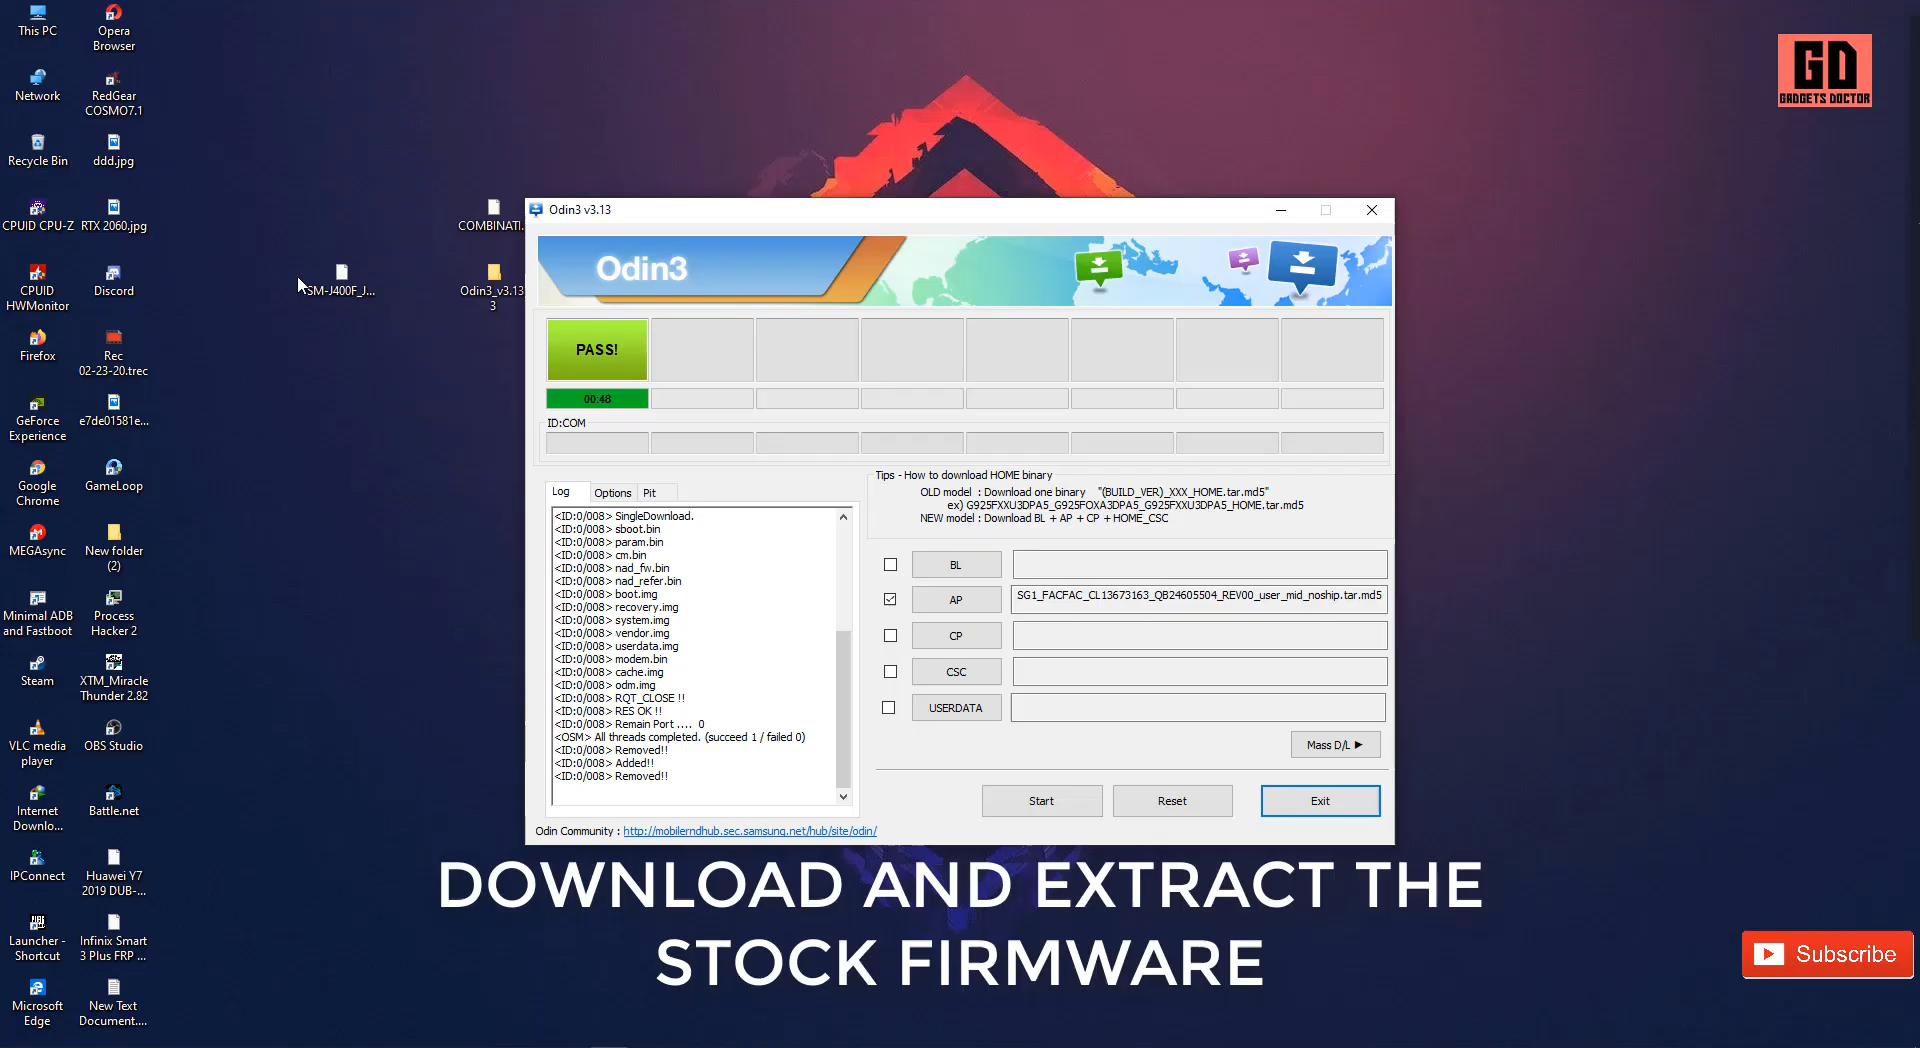 This PC
Opera
Browser
Network
RedGear
COSMO7.1
Recycle Bin
ddd.jpg
CPUID CPU-Z
RTX 2060.jpg
CPUID
HWMonitor
Discord
Firefox
Rec
02-23-20.trec
GeForce
Experience
e7de01581e...
Google
Chrome
GameLoop
MEGAsync
New folder
(2)
Minimal ADB
and Fastboot
Process
Hacker 2
Steam
XTM_Miracle
Thunder 2.82
VLC media
player
OBS Studio
Internet
Downlo...
Battle.net
IPConnect
Huawei Y7
2019 DUB-...
Launcher -
Shortcut
Infinix Smart
3 Plus FRP ...
Microsoft
Edge
New Text
Document....
SM-J400F_J...
COMBINATI.
Odin3_v3.13
3
GD
GADGETS DOCTOR
Odin3 v3.13
Odin3
PASS!
00:48
ID:COM
Log
Options
Pit
<ID:0/008> SingleDownload.
<ID:0/008> sboot.bin
<ID:0/008> param.bin
<ID:0/008> cm.bin
<ID:0/008> nad_fw.bin
<ID:0/008> nad_refer.bin
<ID:0/008> boot.img
<ID:0/008> recovery.img
<ID:0/008> system.img
<ID:0/008> vendor.img
<ID:0/008> userdata.img
<ID:0/008> modem.bin
<ID:0/008> cache.img
<ID:0/008> odm.img
<ID:0/008> RQT_CLOSE !!
<ID:0/008> RES OK !!
<ID:0/008> Remain Port .... 0
<OSM> All threads completed. (succeed 1 / failed 0)
<ID:0/008> Removed!!
<ID:0/008> Added!!
<ID:0/008> Removed!!
Tips - How to download HOME binary
OLD model : Download one binary "(BUILD_VER)_XXX_HOME.tar.md5"
ex) G925FXXU3DPA5_G925FOXA3DPA5_G925FXXU3DPA5_HOME.tar.md5
NEW model : Download BL + AP + CP + HOME_CSC
BL
AP
SG1_FACFAC_CL13673163_QB24605504_REV00_user_mid_noship.tar.md5
CP
CSC
USERDATA
Mass D/L ►
Start
Reset
Exit
Odin Community : http://mobilerndhub.sec.samsung.net/hub/site/odin/
DOWNLOAD AND EXTRACT THE
STOCK FIRMWARE
Subscribe